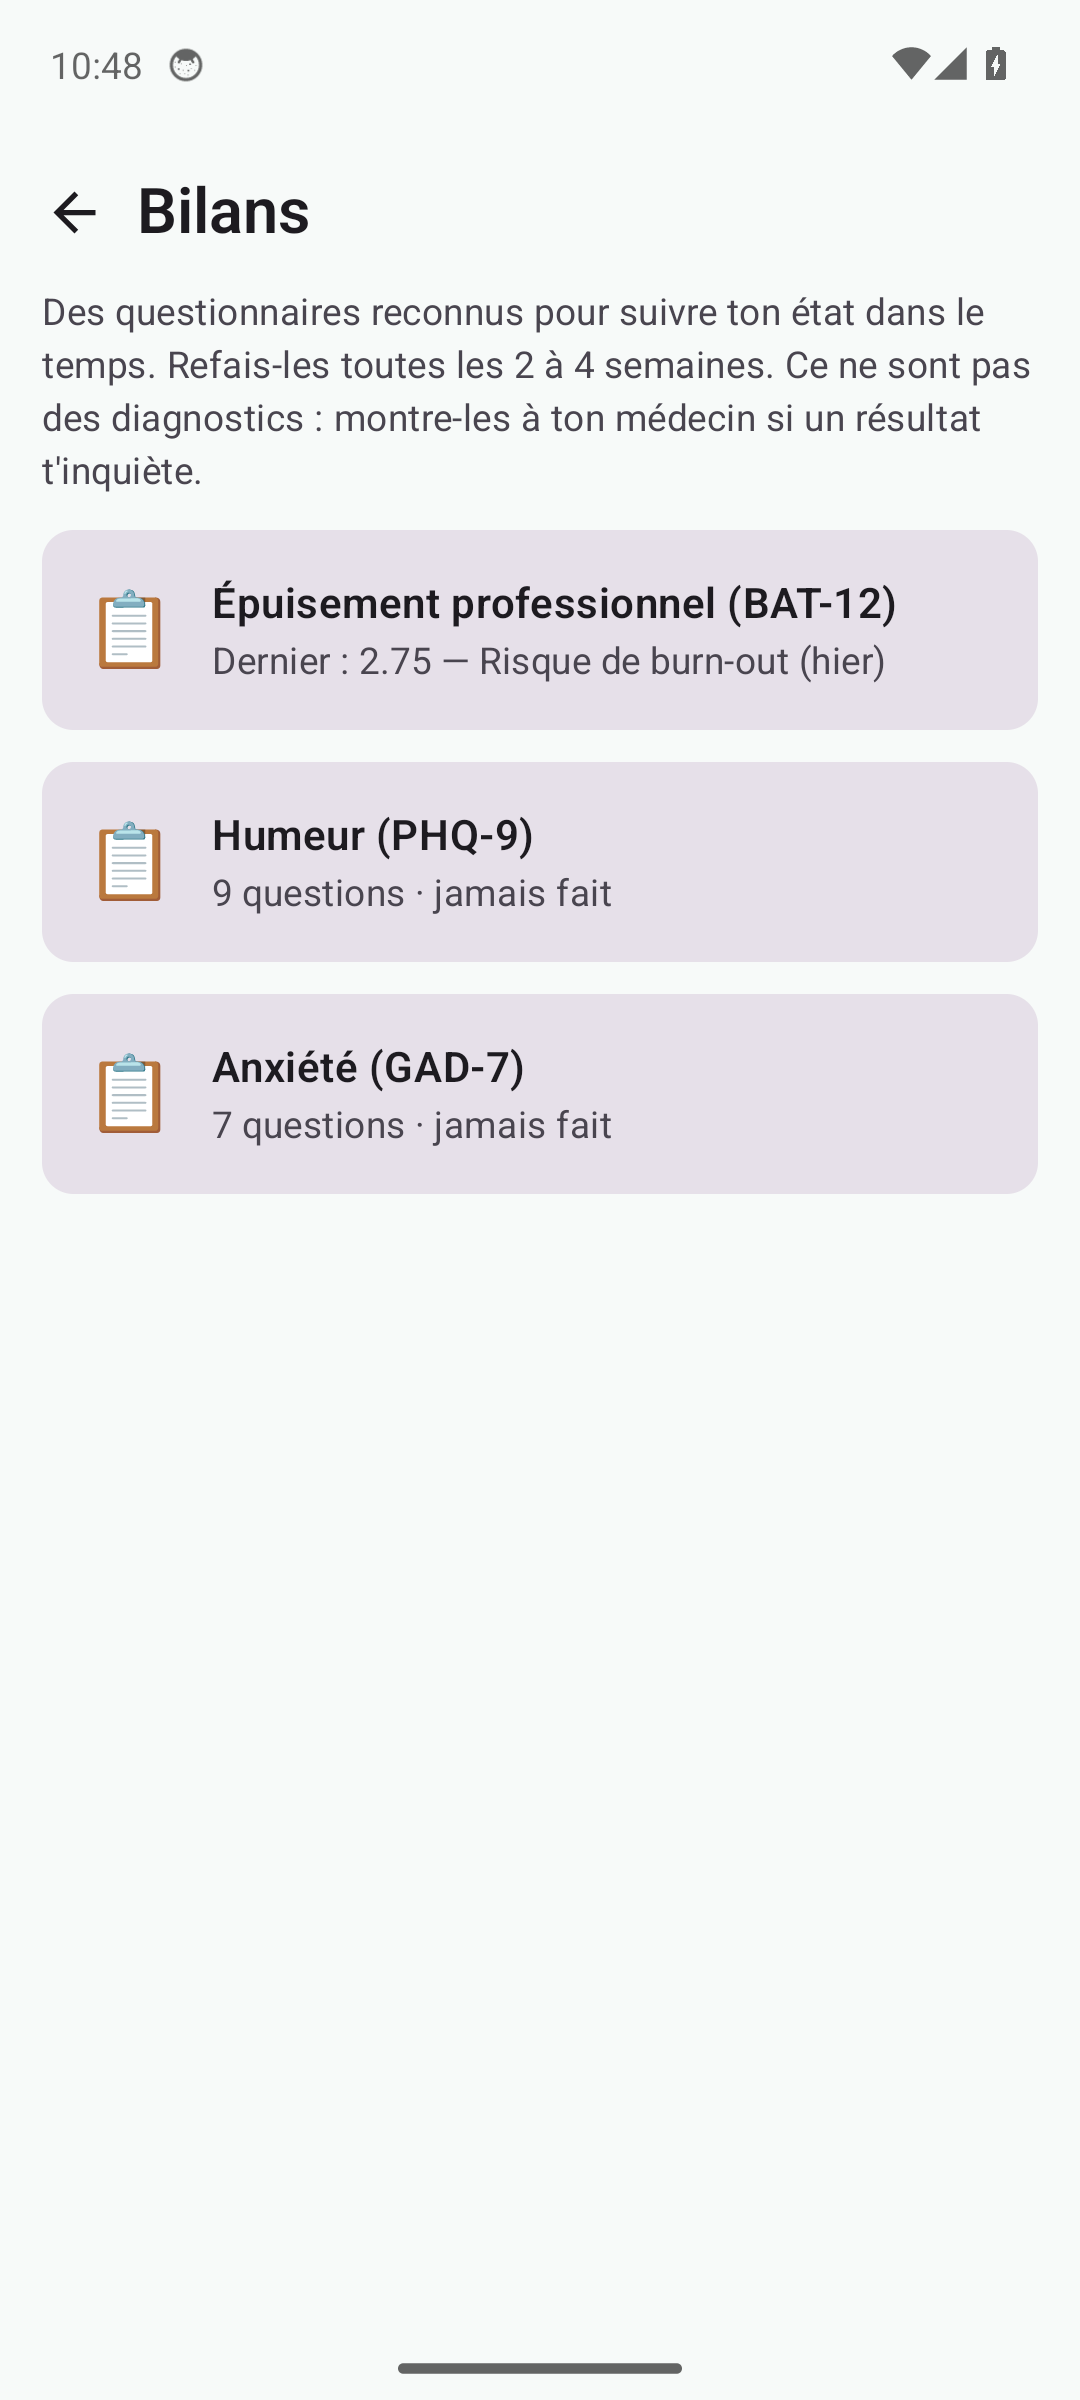 10:48
Bilans
Des questionnaires reconnus pour suivre ton état dans le
temps. Refais-les toutes les 2 à 4 semaines. Ce ne sont pas
des diagnostics : montre-les à ton médecin si un résultat
t'inquiète.
Épuisement professionnel (BAT-12)
Dernier : 2.75 — Risque de burn-out (hier)
Humeur (PHQ-9)
9 questions · jamais fait
Anxiété (GAD-7)
7 questions · jamais fait